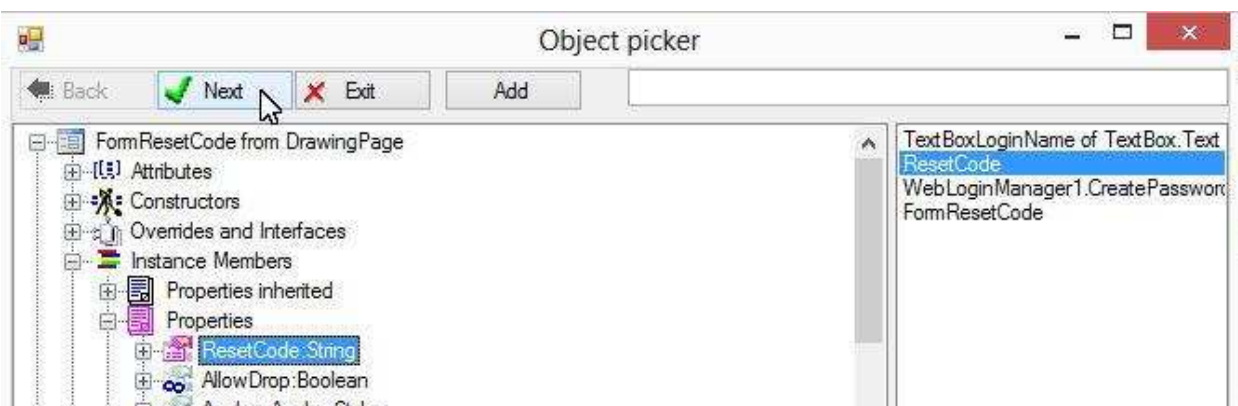 Object picker
Back Next Exit Add
FormResetCode from DrawingPage
Attributes
Constructors
Overrides and Interfaces
Instance Members
Properties inherited
Properties
ResetCode:String
AllowDrop:Boolean
TextBoxLoginName of TextBox.Text
ResetCode
WebLoginManager1.CreatePassword
FormResetCode